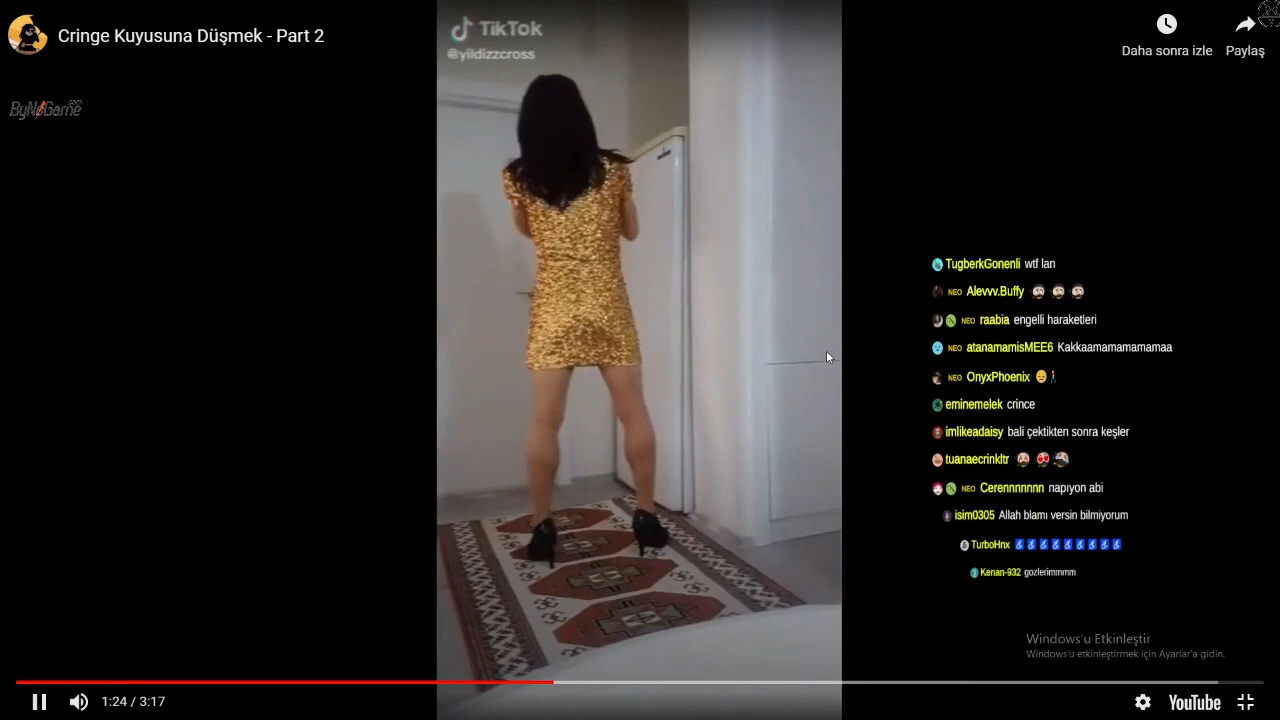 Cringe Kuyusuna Düşmek - Part 2
Daha sonra izle
Paylaş
TikTok
@yildizzcross
ByNoGame
TugberkGonenli wtf lan
NEO Alevvv.Buffy
NEO raabia engelli haraketleri
NEO atanamamisMEE6 Kakkaamamamamamaa
NEO OnyxPhoenix
eminemelek crince
imlikeadaisy bali çektikten sonra keşler
tuanaecrinkltr
NEO Cerennnnnnn napıyon abi
isim0305 Allah blamı versin bilmiyorum
TurboHnx
Kenan-932 gozlerimmmm
Windows'u Etkinleştir
Windows'u etkinleştirmek için Ayarlar'a gidin.
1:24 / 3:17
YouTube